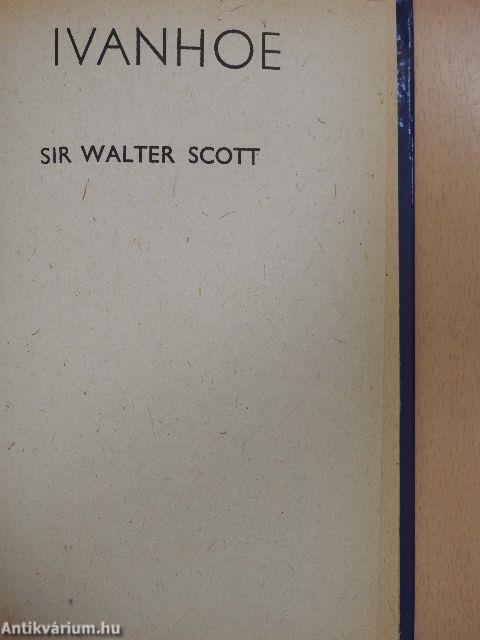 IVANHOE
SIR WALTER SCOTT
Antikvárium.hu